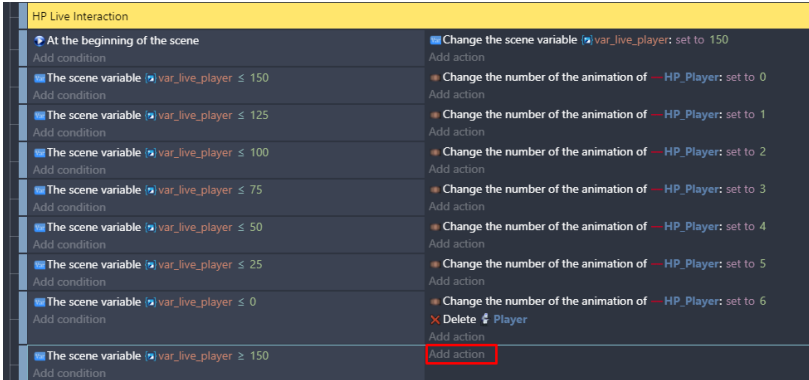 HP Live Interaction
At the beginning of the scene
Add condition
Change the scene variable var_live_player: set to 150
Add action
The scene variable var_live_player ≤ 150
Add condition
Change the number of the animation of HP_Player: set to 0
Add action
The scene variable var_live_player ≤ 125
Add condition
Change the number of the animation of HP_Player: set to 1
Add action
The scene variable var_live_player ≤ 100
Add condition
Change the number of the animation of HP_Player: set to 2
Add action
The scene variable var_live_player ≤ 75
Add condition
Change the number of the animation of HP_Player: set to 3
Add action
The scene variable var_live_player ≤ 50
Add condition
Change the number of the animation of HP_Player: set to 4
Add action
The scene variable var_live_player ≤ 25
Add condition
Change the number of the animation of HP_Player: set to 5
Add action
The scene variable var_live_player ≤ 0
Add condition
Change the number of the animation of HP_Player: set to 6
Delete Player
Add action
The scene variable var_live_player ≥ 150
Add condition
Add action